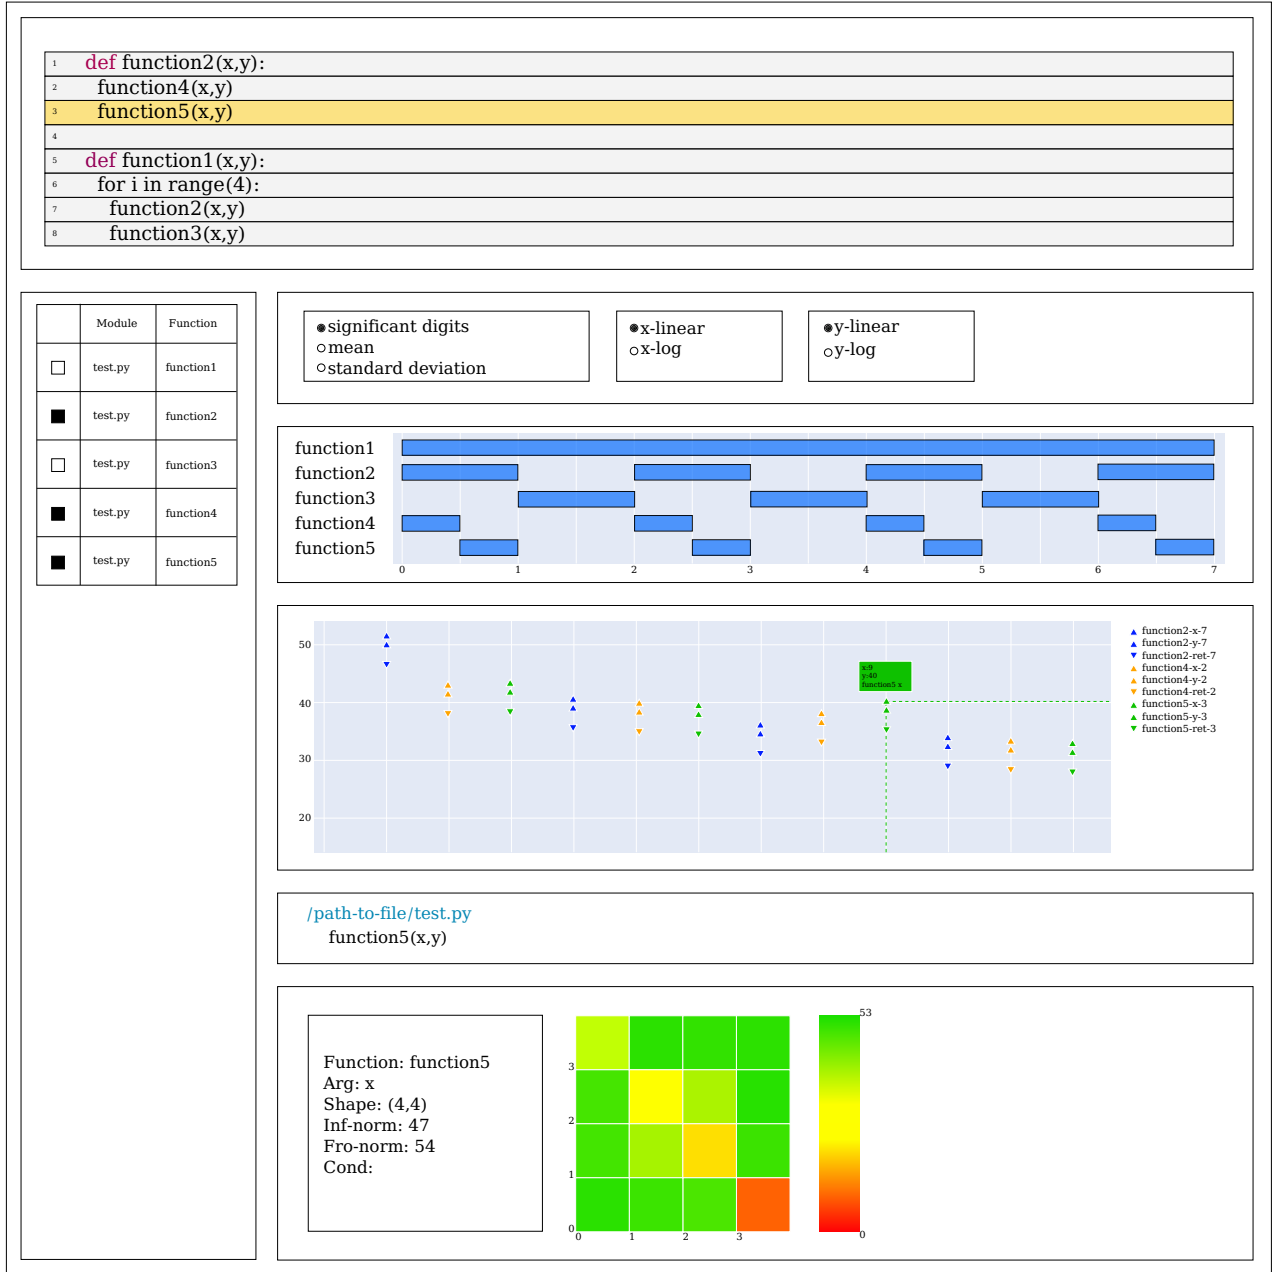 1 def function2(x,y):
2 function4(x,y)
3 function5(x,y)
4
5 def function1(x,y):
6 for i in range(4):
7 function2(x,y)
8 function3(x,y)
Module Function
test.py function1
test.py function2
test.py function3
test.py function4
test.py function5
significant digits
mean
standard deviation
x-linear
x-log
y-linear
y-log
function1
function2
function3
function4
function5
0 1 2 3 4 5 6 7
50
40
30
20
x:9
y:40
function5 x
function2-x-7
function2-y-7
function2-ret-7
function4-x-2
function4-y-2
function4-ret-2
function5-x-3
function5-y-3
function5-ret-3
/path-to-file/test.py
function5(x,y)
Function: function5
Arg: x
Shape: (4,4)
Inf-norm: 47
Fro-norm: 54
Cond:
3
2
1
0
0 1 2 3
53
0